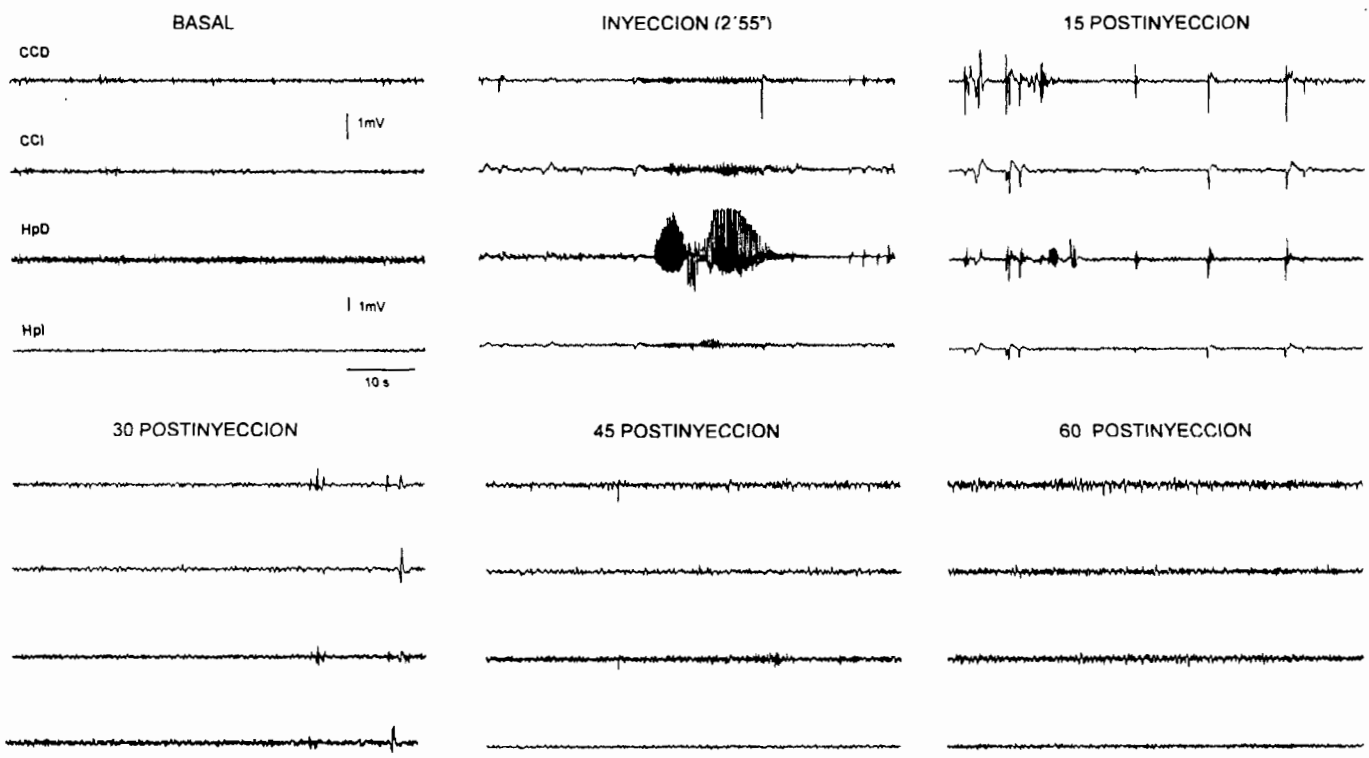 BASAL
INYECCION (2´55")
15 POSTINYECCION
CCD
1mV
CCI
HpD
1mV
HpI
10 s
30 POSTINYECCION
45 POSTINYECCION
60 POSTINYECCION